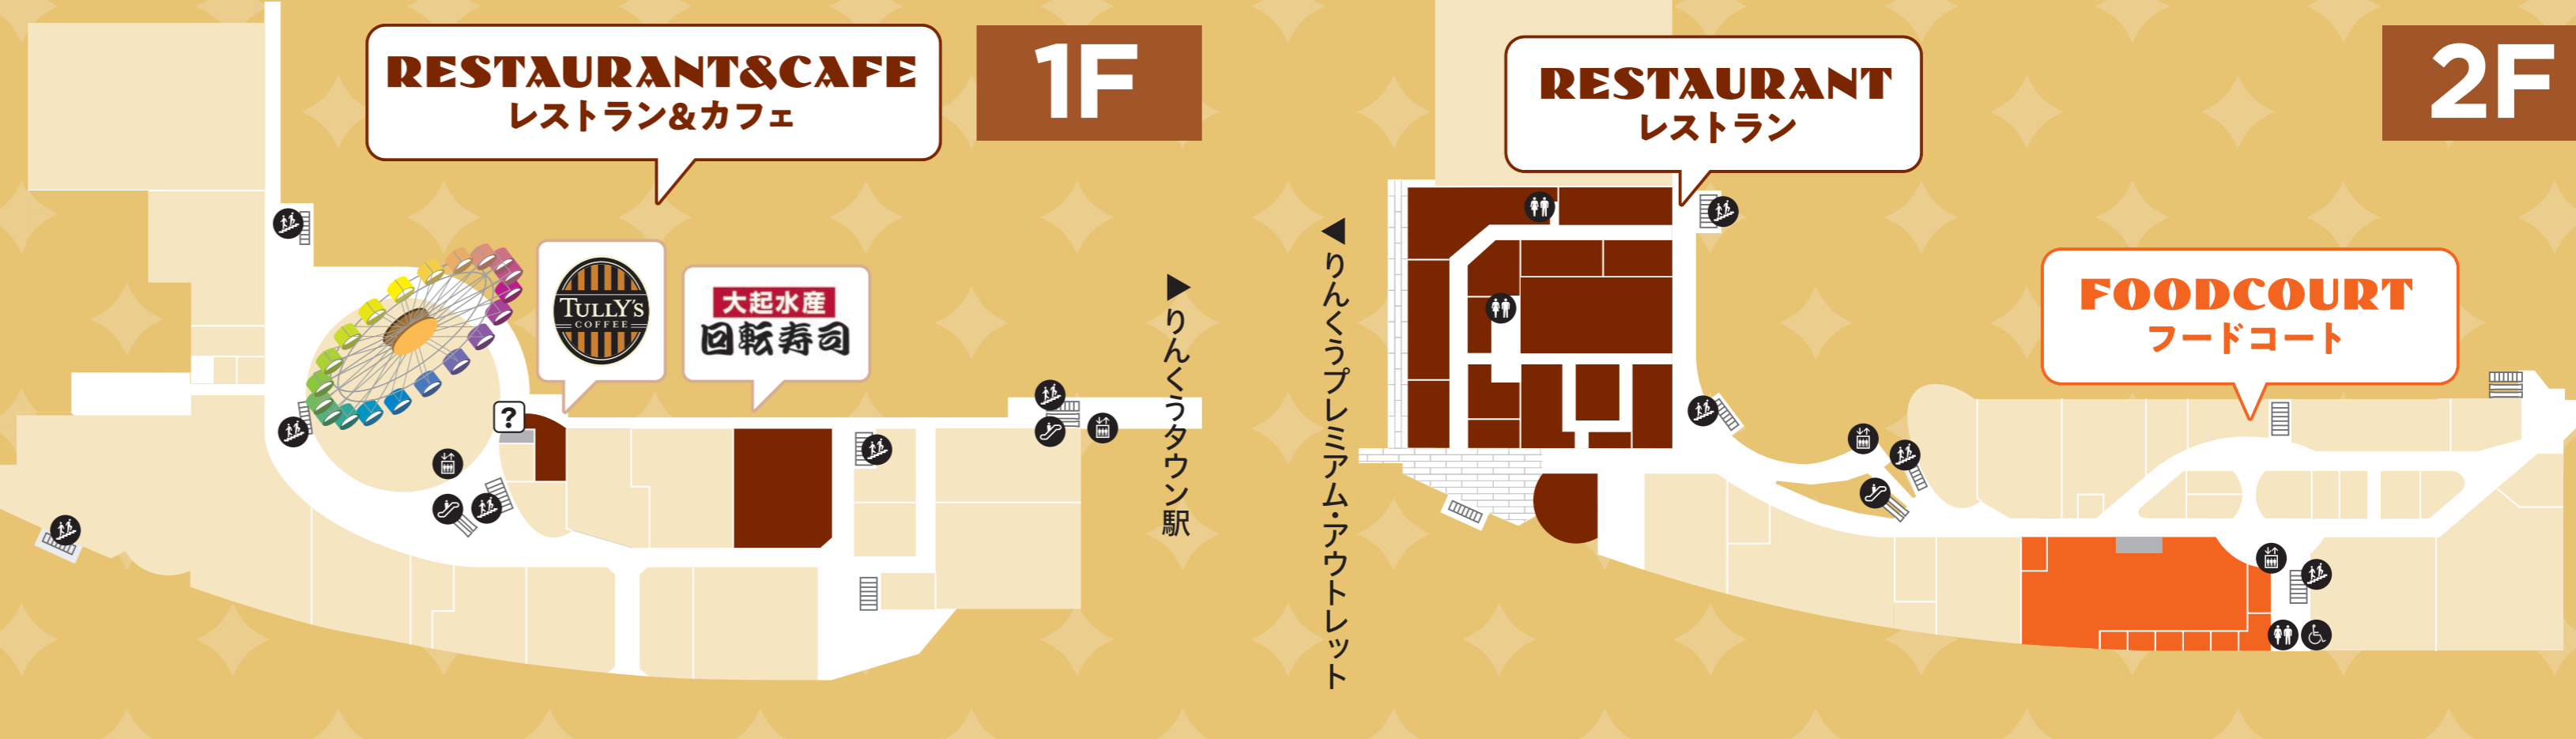 RESTAURANT&CAFE
レストラン&カフェ
1F
TULLY'S
COFFEE
大起水産
回転寿司
?
▶りんくうタウン駅
◀りんくうプレミアム・アウトレット
RESTAURANT
レストラン
2F
FOODCOURT
フードコート